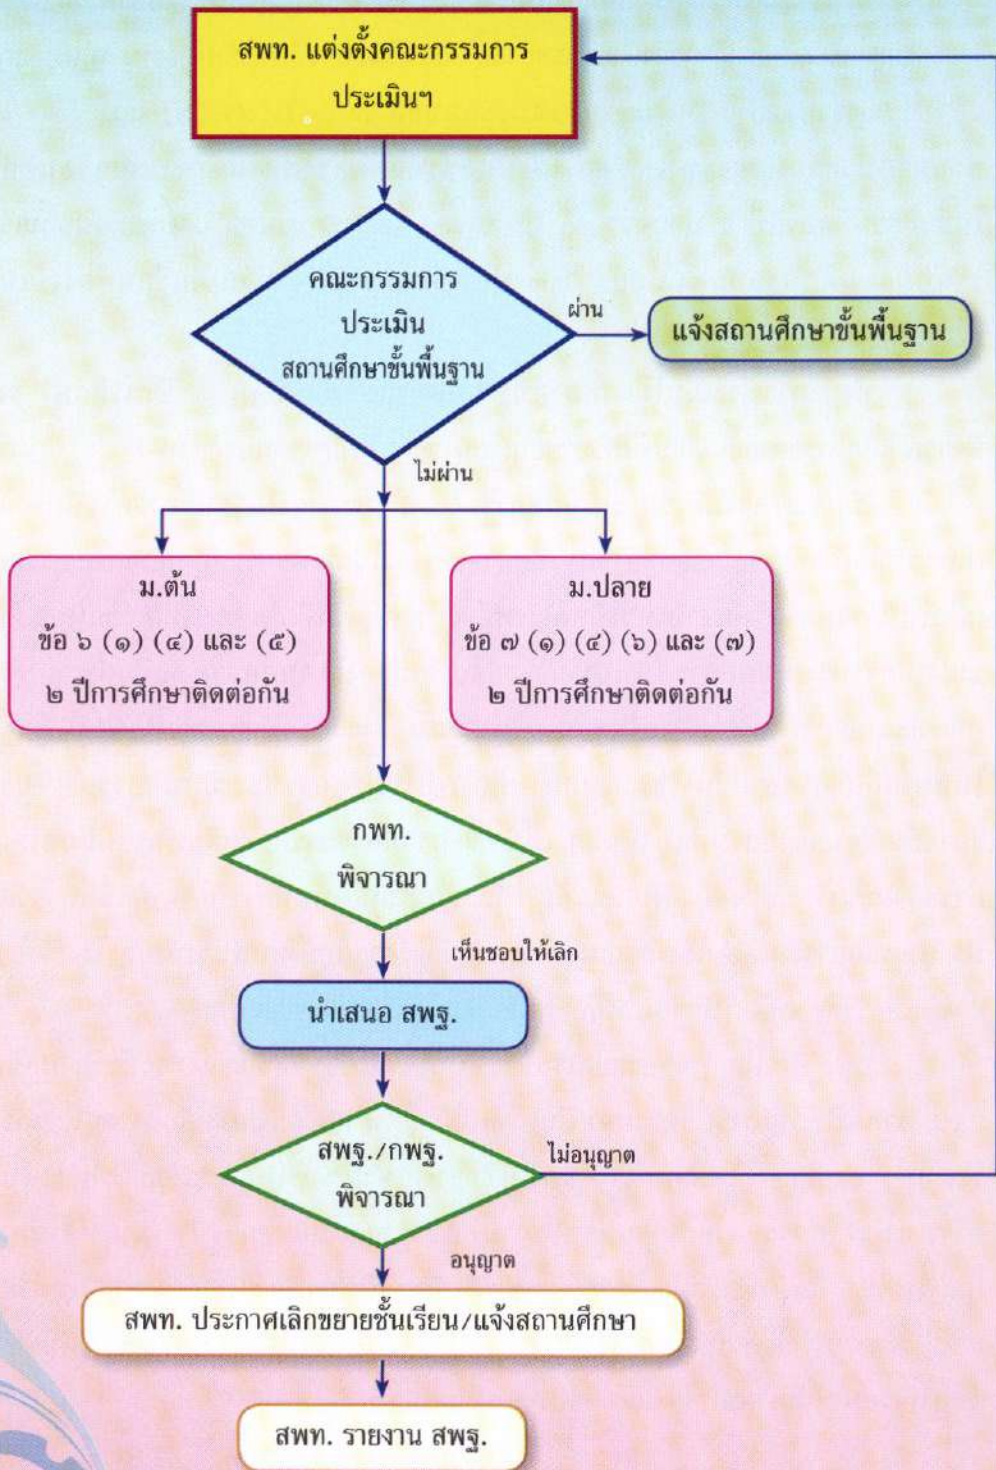 สพท. แต่งตั้งคณะกรรมการ
ประเมินฯ
คณะกรรมการ
ประเมิน
สถานศึกษาขั้นพื้นฐาน
ผ่าน
แจ้งสถานศึกษาขั้นพื้นฐาน
ไม่ผ่าน
ม.ต้น
ข้อ ๖ (๑) (๔) และ (๕)
๒ ปีการศึกษาติดต่อกัน
ม.ปลาย
ข้อ ๗ (๑) (๔) (๖) และ (๗)
๒ ปีการศึกษาติดต่อกัน
กพท.
พิจารณา
เห็นชอบให้เลิก
นำเสนอ สพฐ.
สพฐ./กพฐ.
พิจารณา
ไม่อนุญาต
อนุญาต
สพท. ประกาศเลิกขยายชั้นเรียน/แจ้งสถานศึกษา
สพท. รายงาน สพฐ.